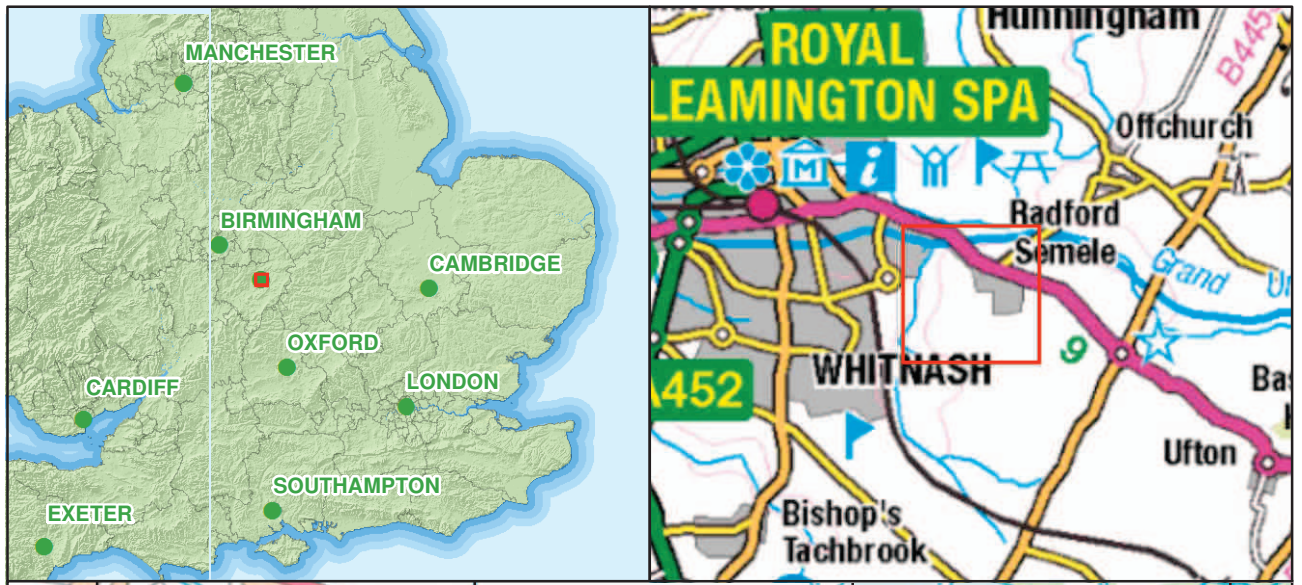 MANCHESTER
BIRMINGHAM
CAMBRIDGE
OXFORD
CARDIFF
LONDON
SOUTHAMPTON
EXETER
Hunningham
ROYAL
LEAMINGTON SPA
B445
Offchurch
M
i
Radford
Semele
Grand
9
WHITNASH
A452
Ufton
Bishop's
Tachbrook